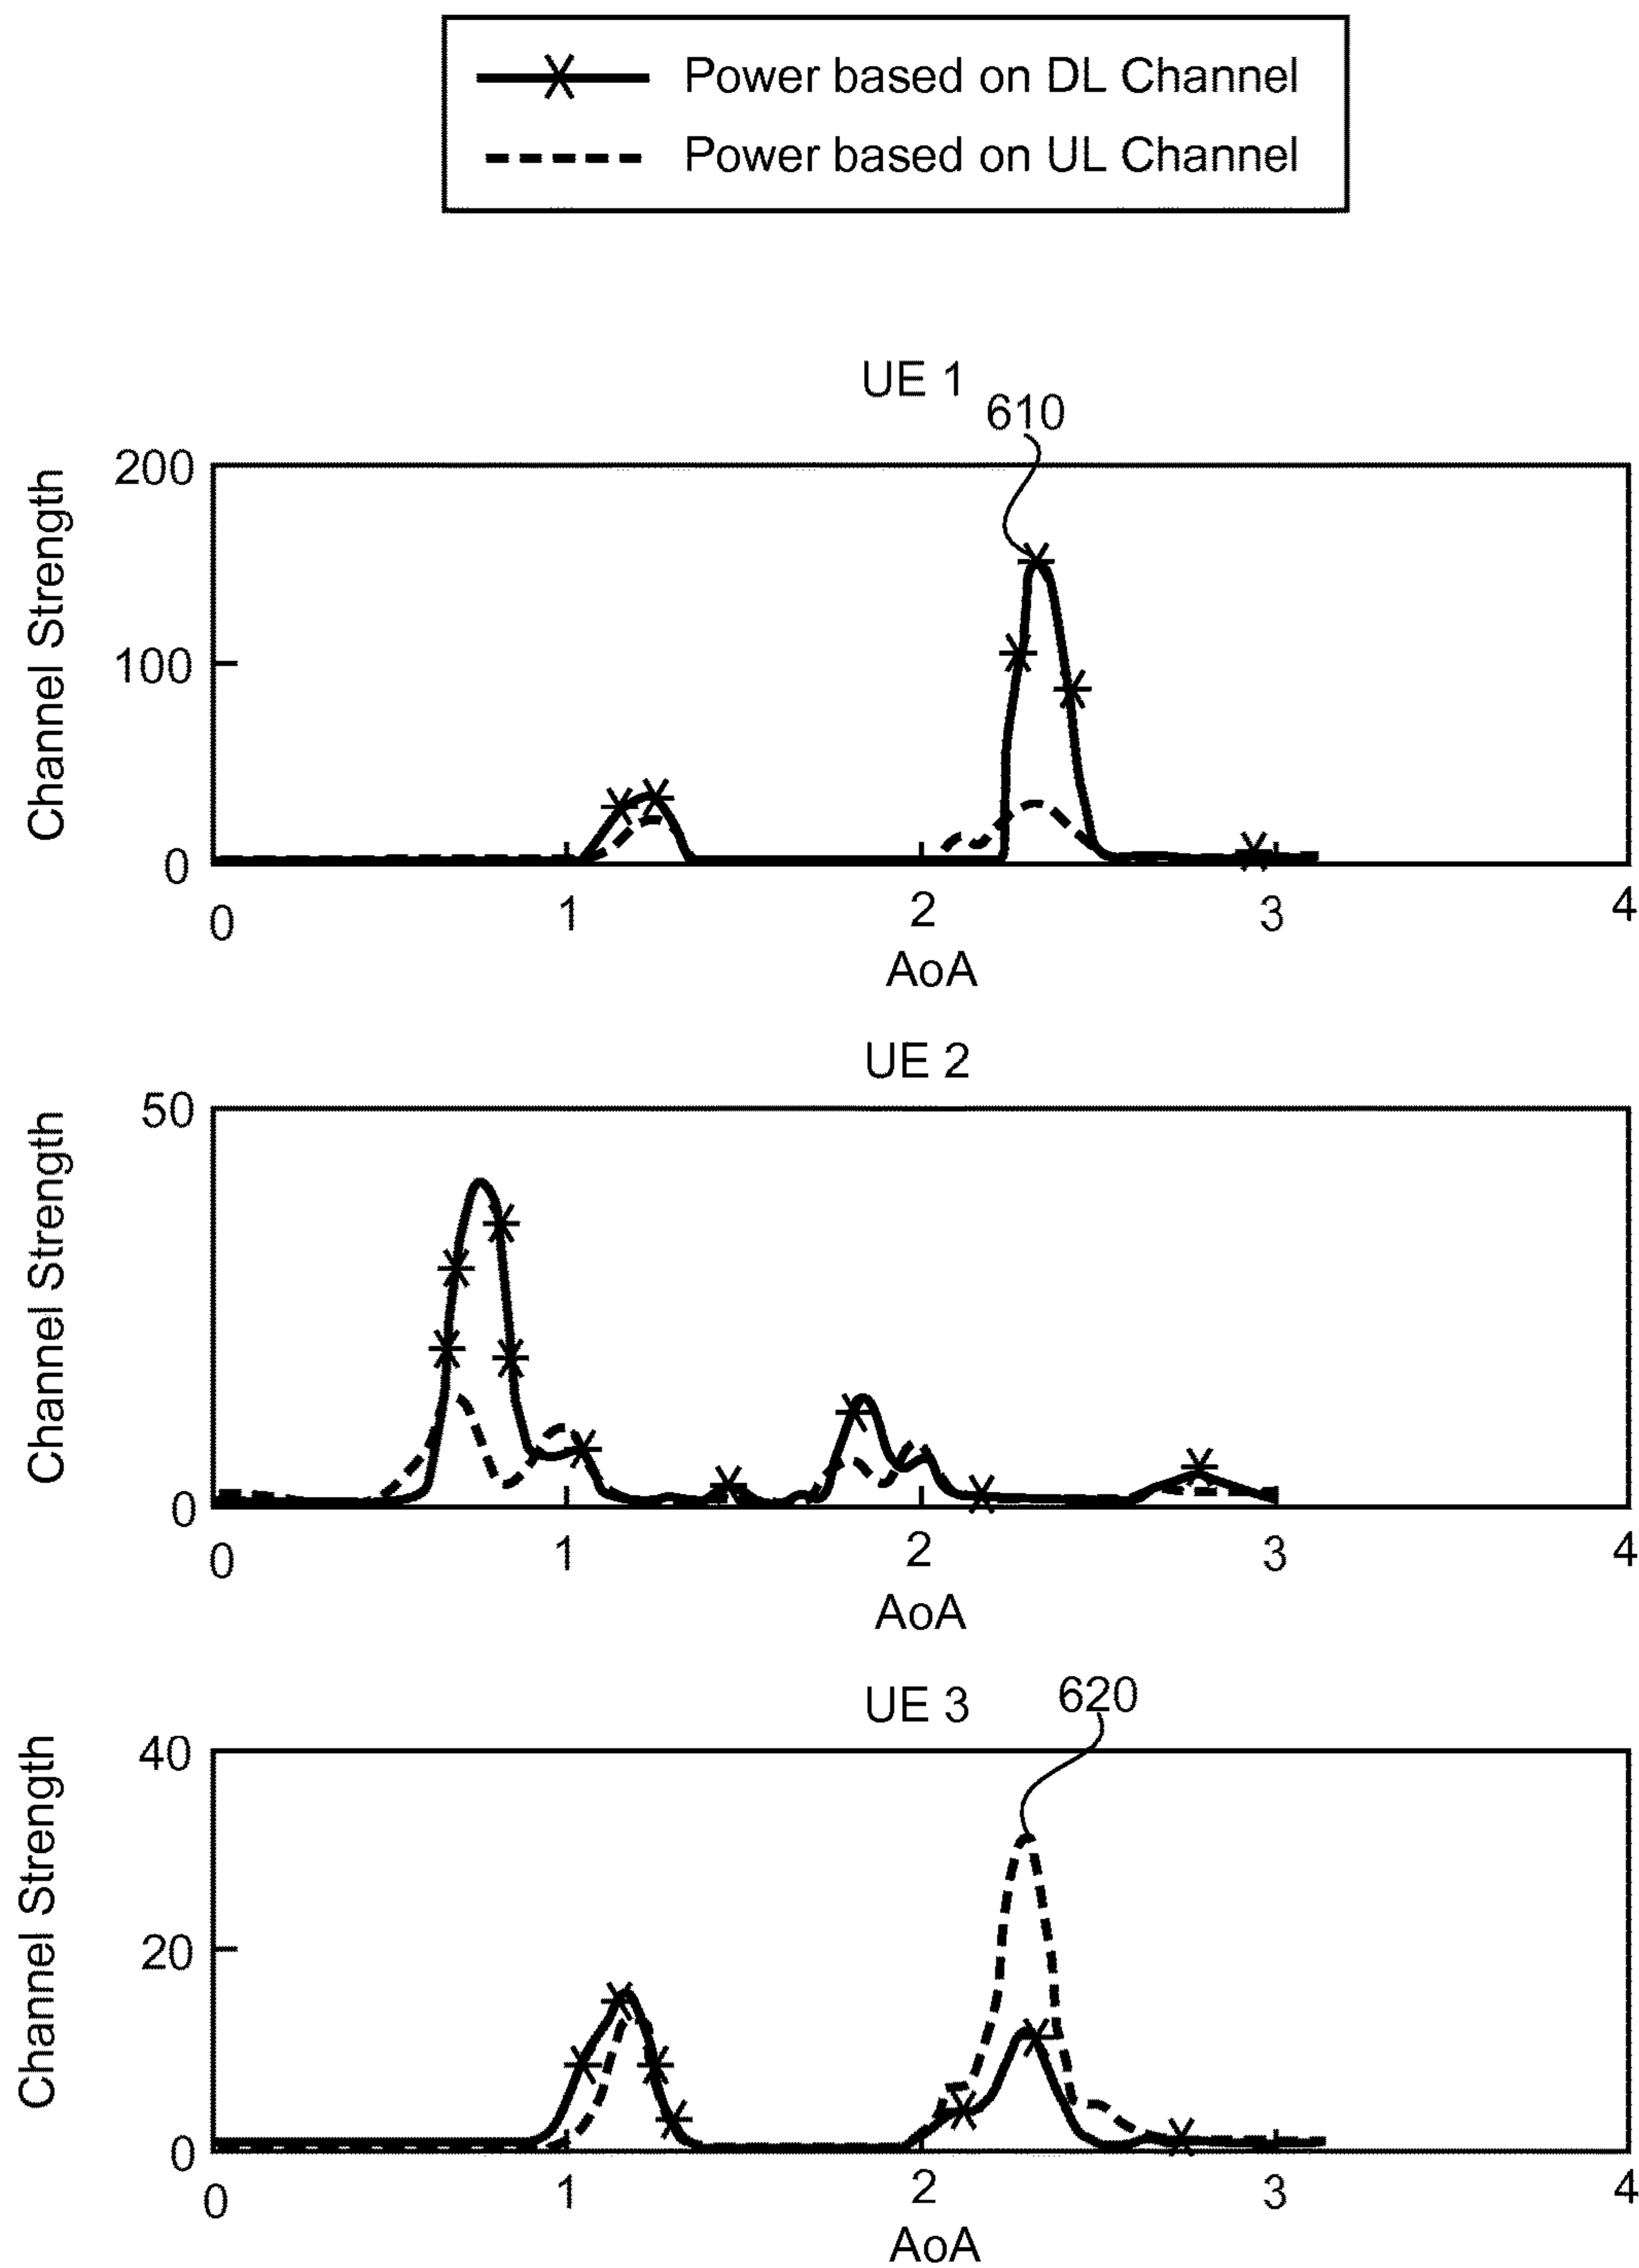 Power based on DL Channel
Power based on UL Channel
UE 1
610
Channel Strength
200
100
0
0 1 2 3 4
AoA
UE 2
Channel Strength
50
0
0 1 2 3 4
AoA
UE 3
620
Channel Strength
40
20
0
0 1 2 3 4
AoA